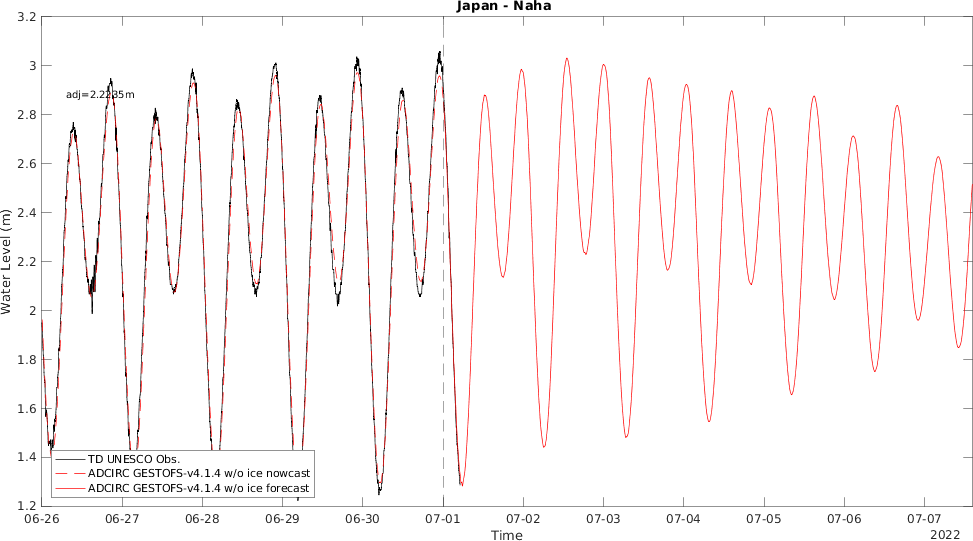 Japan - Naha
3.2
3
2.8
2.6
2.4
2.2
2
1.8
1.6
1.4
1.2
Water Level (m)
adj=2.2235m
TD UNESCO Obs.
ADCIRC GESTOFS-v4.1.4 w/o ice nowcast
ADCIRC GESTOFS-v4.1.4 w/o ice forecast
06-26 06-27 06-28 06-29 06-30 07-01 07-02 07-03 07-04 07-05 07-06 07-07
Time
2022